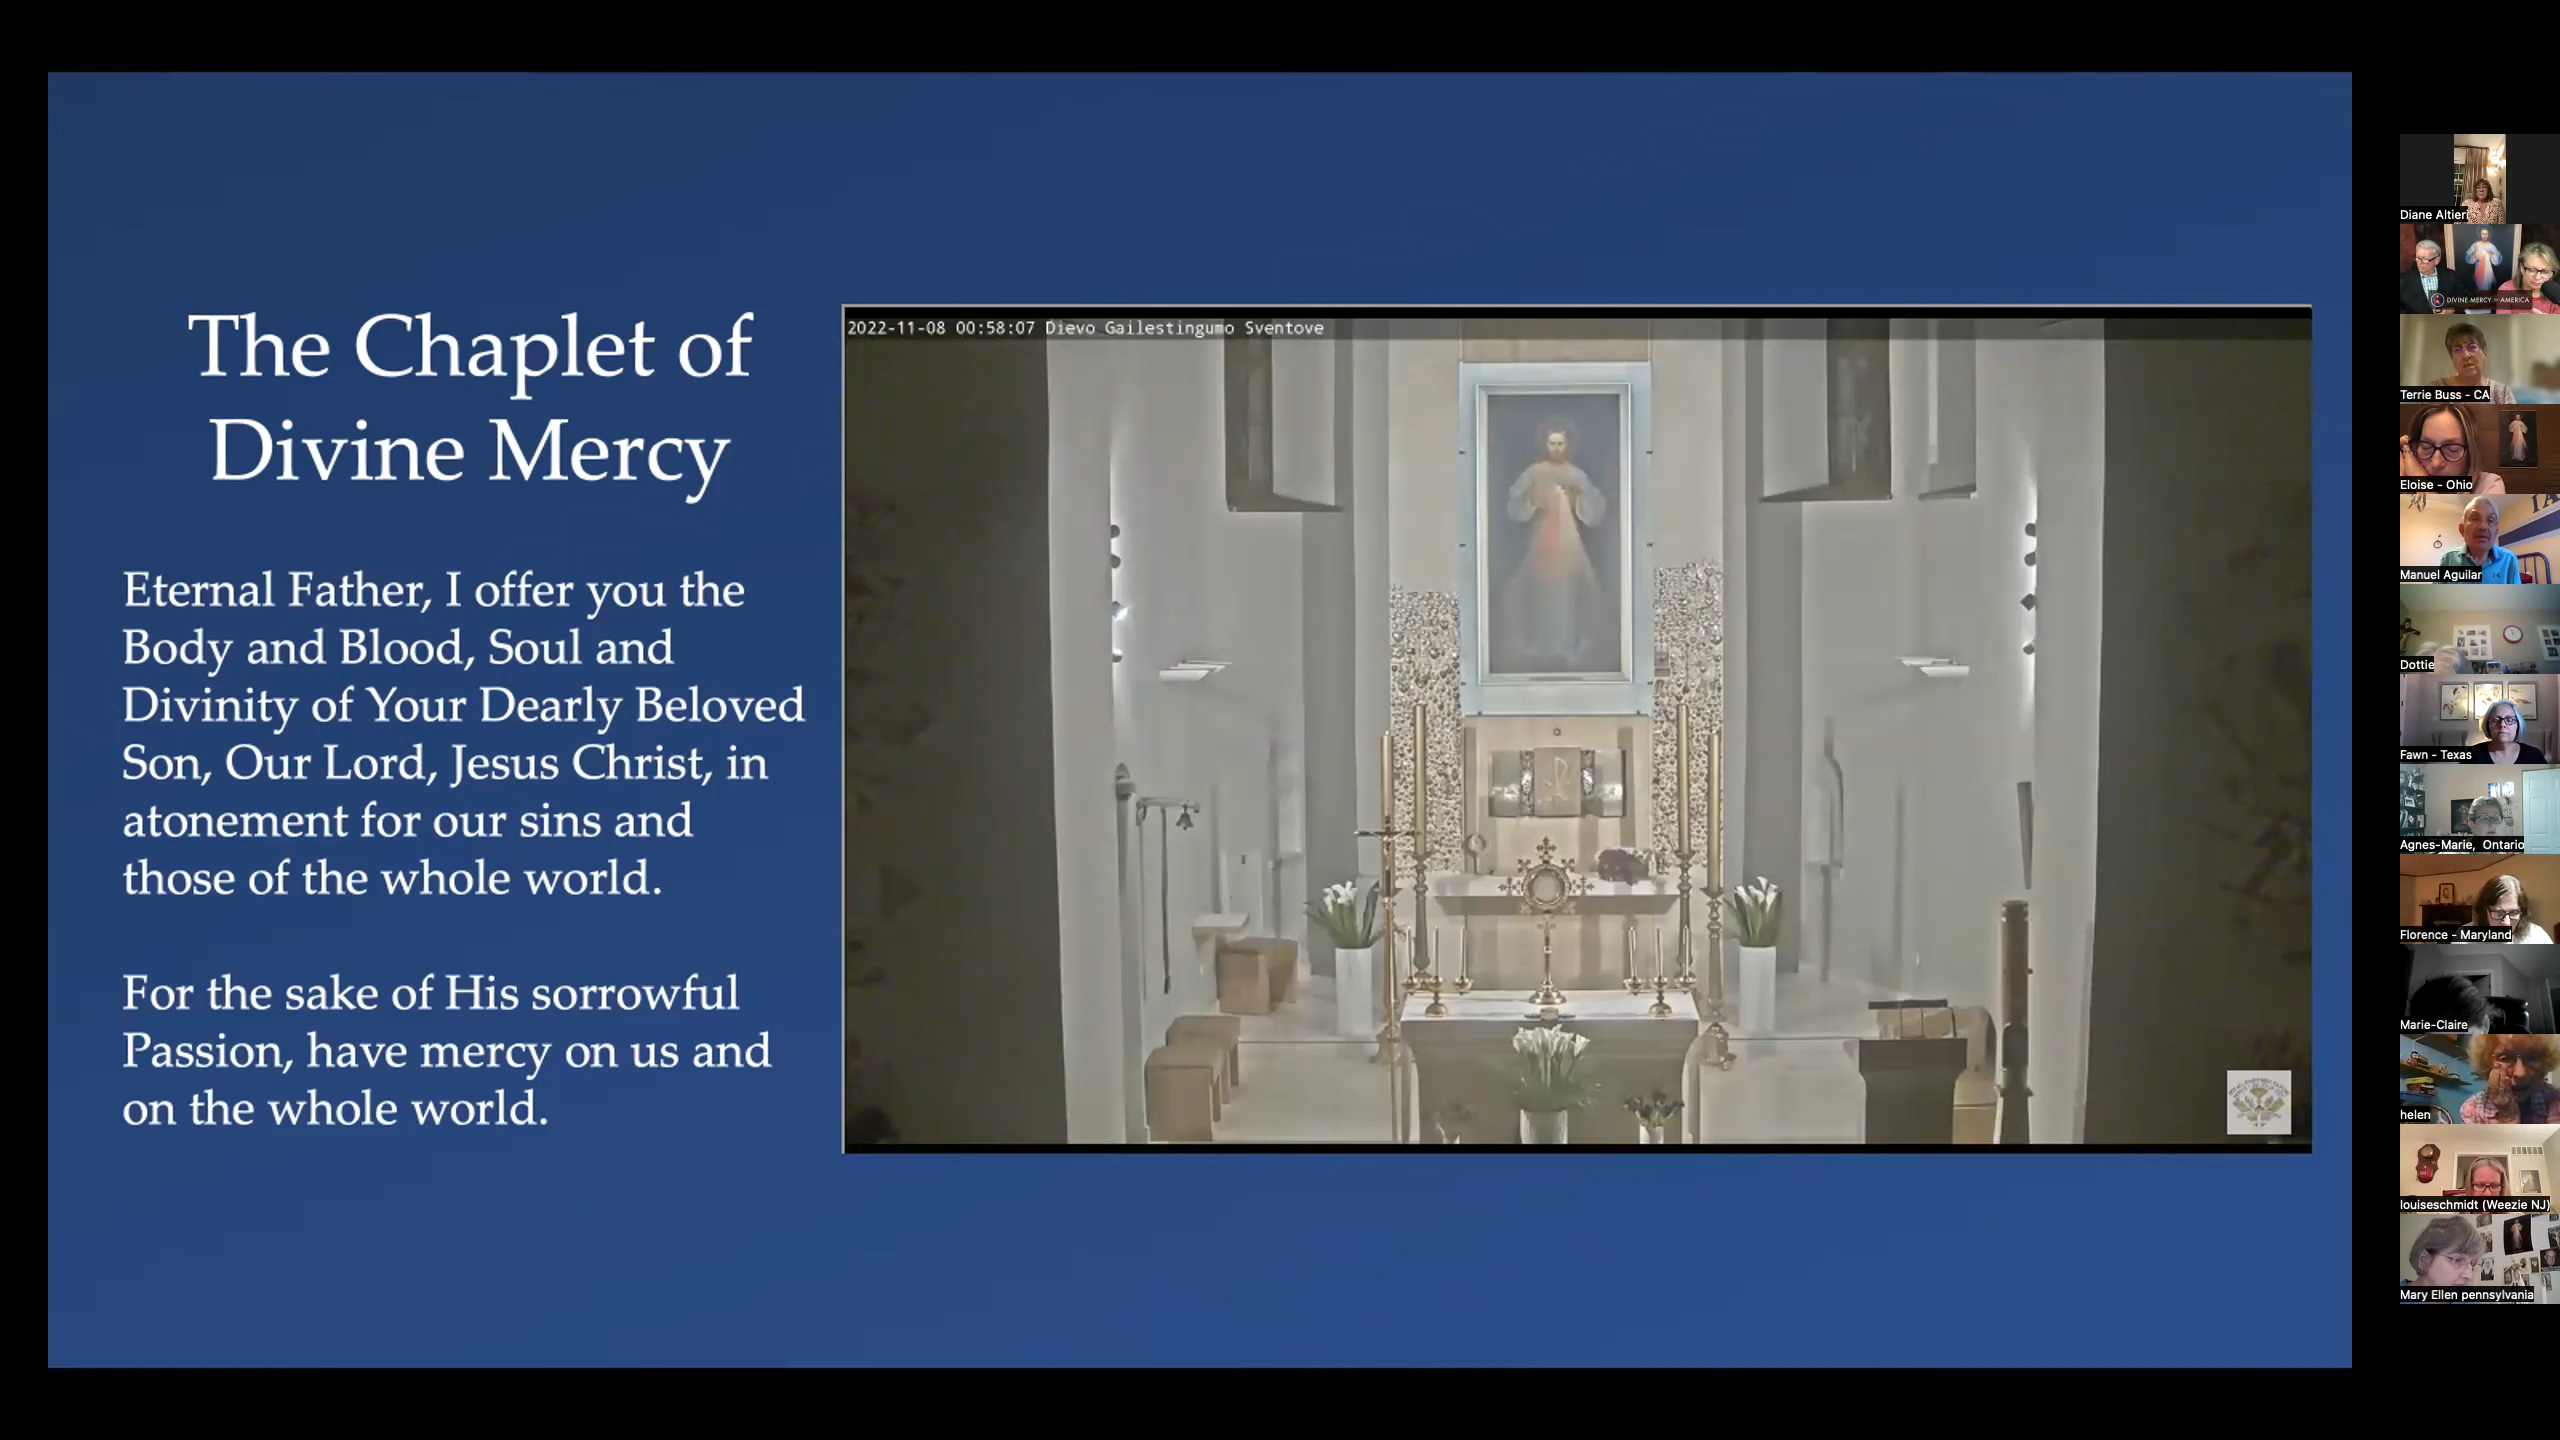 The Chaplet of
Divine Mercy
Eternal Father, I offer you the
Body and Blood, Soul and
Divinity of Your Dearly Beloved
Son, Our Lord, Jesus Christ, in
atonement for our sins and
those of the whole world.
For the sake of His sorrowful
Passion, have mercy on us and
on the whole world.
2022-11-08 00:58:07 Dievo Gailestingumo Sventove
Diane Altieri
DIVINE MERCY for AMERICA
Terrie Buss - CA
Eloise - Ohio
Manuel Aguilar
Dottie
Fawn - Texas
Agnes-Marie, Ontario
Florence - Maryland
Marie-Claire
helen
louiseschmidt (Weezie NJ)
Mary Ellen pennsylvania